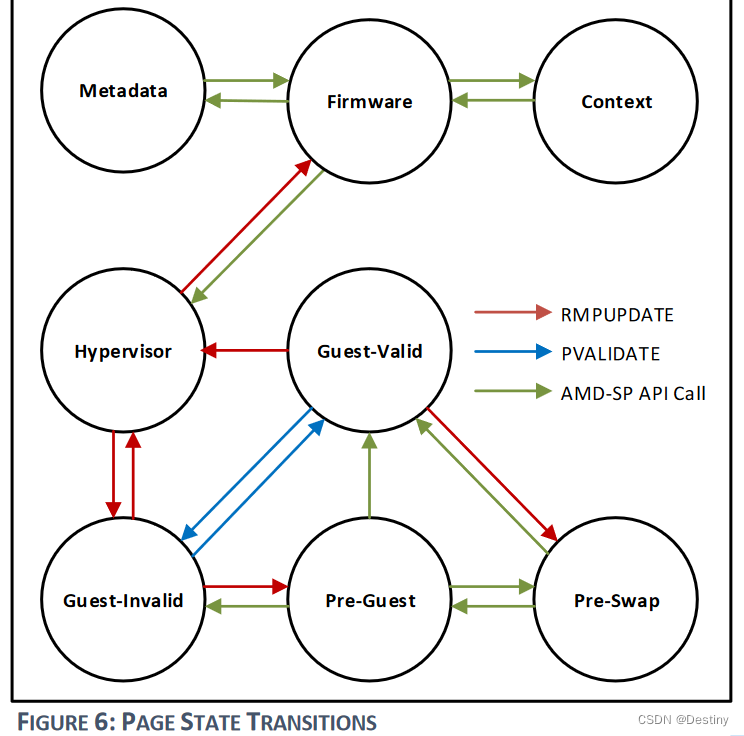 Metadata
Firmware
Context
Hypervisor
Guest-Valid
RMPUPDATE
PVALIDATE
AMD-SP API Call
Guest-Invalid
Pre-Guest
Pre-Swap
FIGURE 6: PAGE STATE TRANSITIONS
CSDN @Destiny